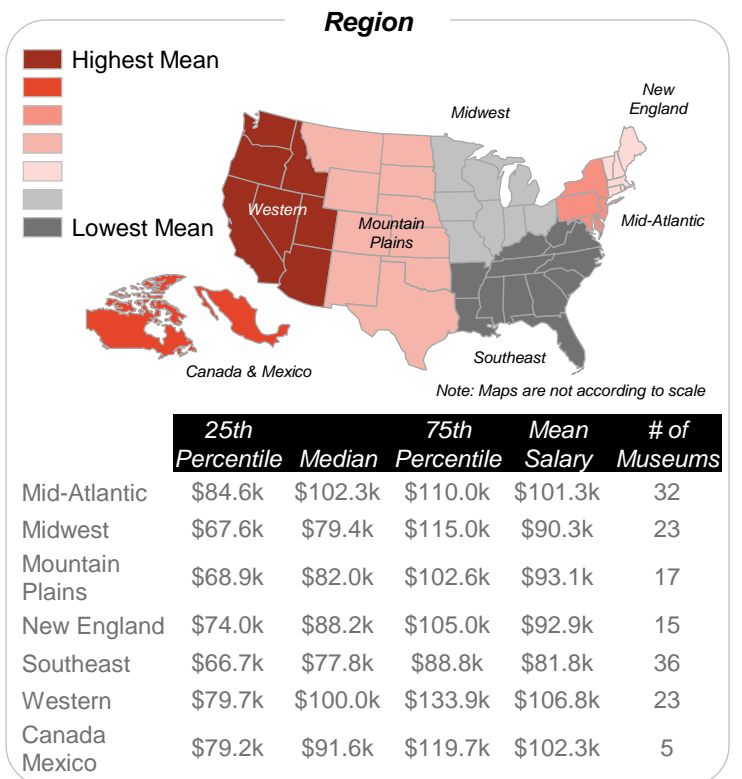 Region
Highest Mean
Lowest Mean
New
England
Midwest
Western
Mountain
Plains
Mid-Atlantic
Southeast
Canada & Mexico
Note: Maps are not according to scale
25th 75th Mean # of
Percentile Median Percentile Salary Museums
Mid-Atlantic $84.6k $102.3k $110.0k $101.3k 32
Midwest $67.6k $79.4k $115.0k $90.3k 23
Mountain
Plains $68.9k $82.0k $102.6k $93.1k 17
New England $74.0k $88.2k $105.0k $92.9k 15
Southeast $66.7k $77.8k $88.8k $81.8k 36
Western $79.7k $100.0k $133.9k $106.8k 23
Canada
Mexico $79.2k $91.6k $119.7k $102.3k 5